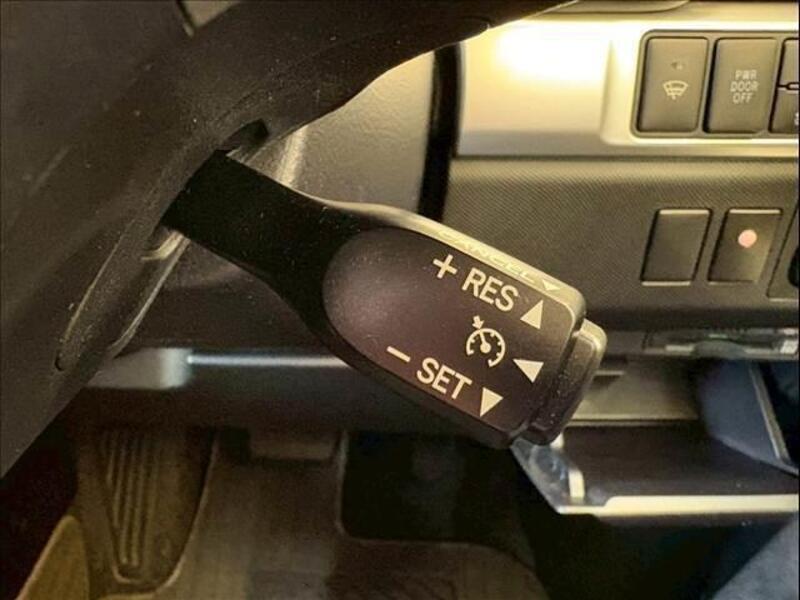 PWR
DOOR
OFF
CANCEL
+ RES
− SET